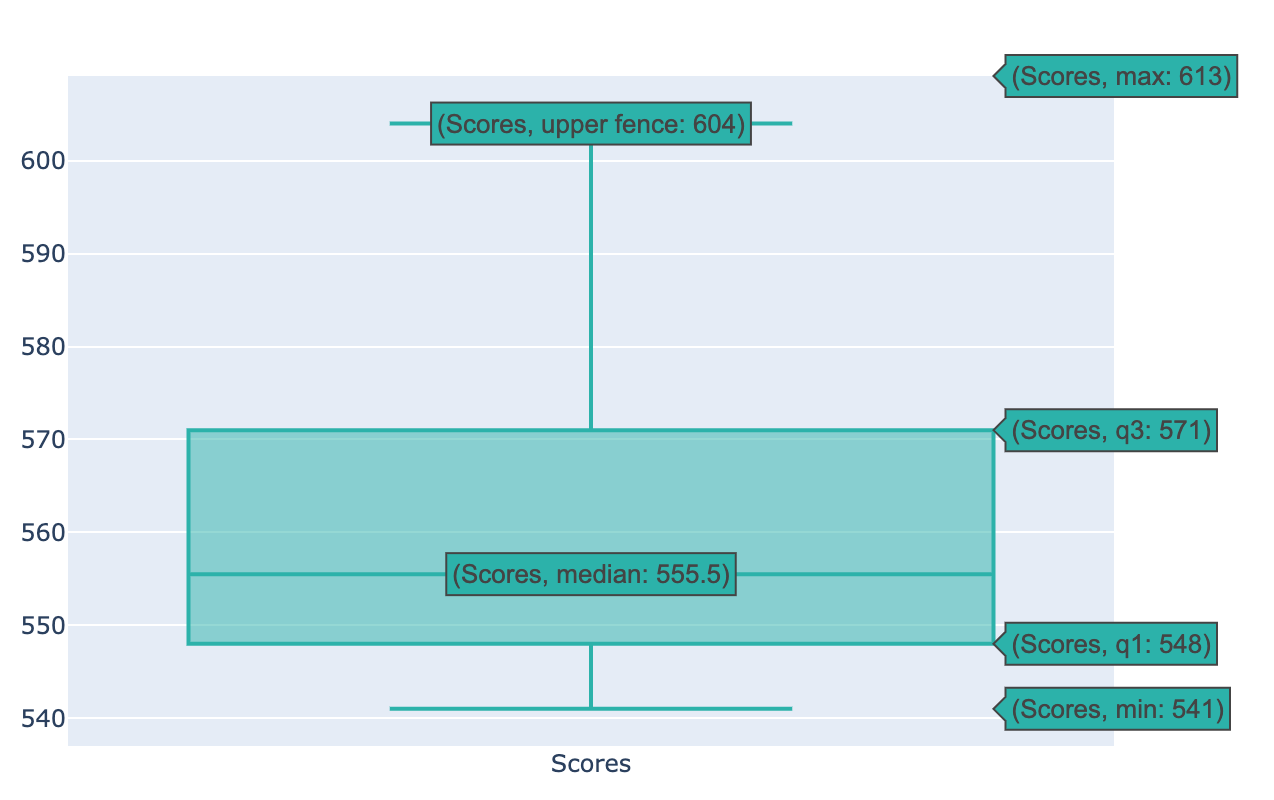 (Scores, max: 613)
(Scores, upper fence: 604)
600
590
580
570
(Scores, q3: 571)
560
(Scores, median: 555.5)
550
(Scores, q1: 548)
540
(Scores, min: 541)
Scores